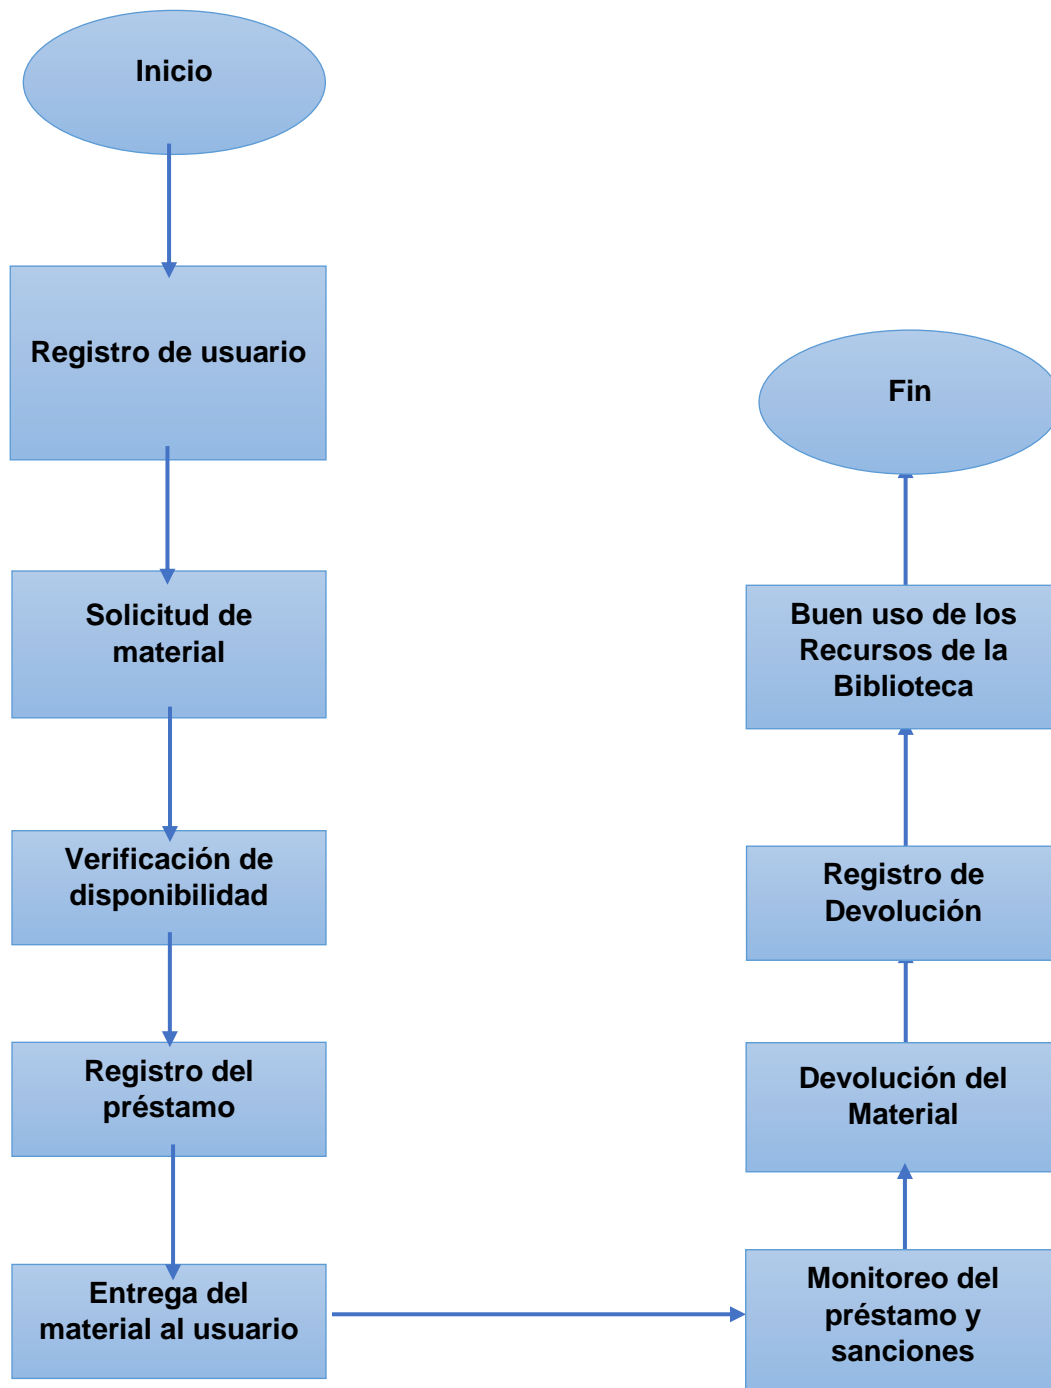 Inicio
Registro de usuario
Solicitud de
material
Verificación de
disponibilidad
Registro del
préstamo
Entrega del
material al usuario
Monitoreo del
préstamo y
sanciones
Devolución del
Material
Registro de
Devolución
Buen uso de los
Recursos de la
Biblioteca
Fin